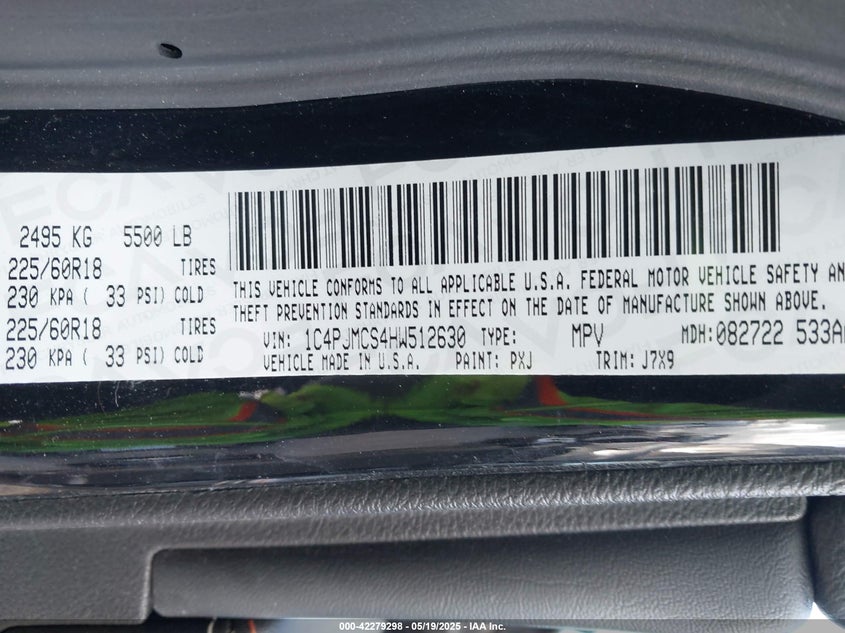 2495 KG 5500 LB
225/60R18 TIRES
230 KPA ( 33 PSI) COLD
225/60R18 TIRES
230 KPA ( 33 PSI) COLD
THIS VEHICLE CONFORMS TO ALL APPLICABLE U.S.A. FEDERAL MOTOR VEHICLE SAFETY AN
THEFT PREVENTION STANDARDS IN EFFECT ON THE DATE OF MANUFACTURE SHOWN ABOVE.
VIN: 1C4PJMCS4HW512630 TYPE: MPV MDH:082722 533A
VEHICLE MADE IN U.S.A. PAINT: PXJ TRIM: J7X9
000-42279298 - 05/19/2025 - IAA Inc.